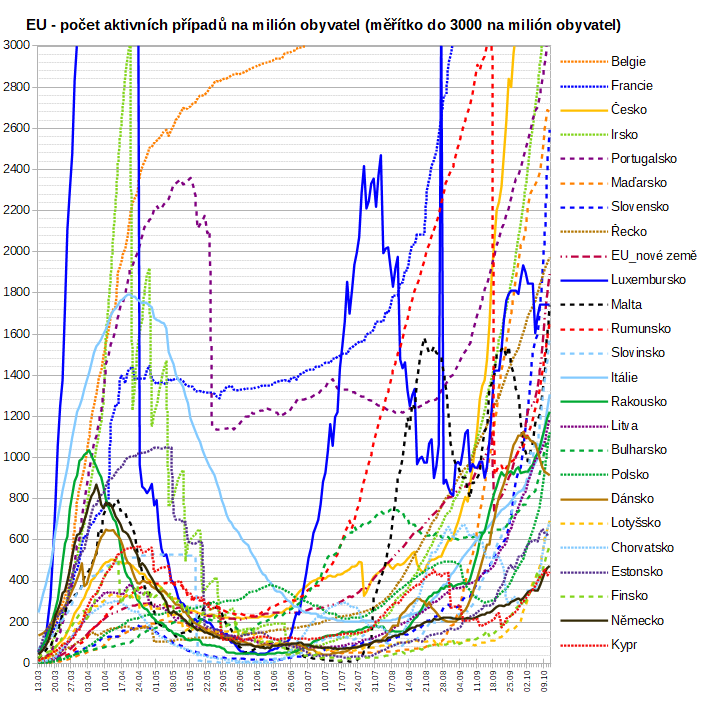 EU - počet aktivních případů na milión obyvatel (měřítko do 3000 na milión obyvatel)
3000
2800
2600
2400
2200
2000
1800
1600
1400
1200
1000
800
600
400
200
0
13.03
20.03
27.03
03.04
10.04
17.04
24.04
01.05
08.05
15.05
22.05
29.05
05.06
12.06
19.06
26.06
03.07
10.07
17.07
24.07
31.07
07.08
14.08
21.08
28.08
04.09
11.09
18.09
25.09
02.10
09.10
Belgie
Francie
Česko
Irsko
Portugalsko
Maďarsko
Slovensko
Řecko
EU_nové země
Luxembursko
Malta
Rumunsko
Slovinsko
Itálie
Rakousko
Litva
Bulharsko
Polsko
Dánsko
Lotyšsko
Chorvatsko
Estonsko
Finsko
Německo
Kypr